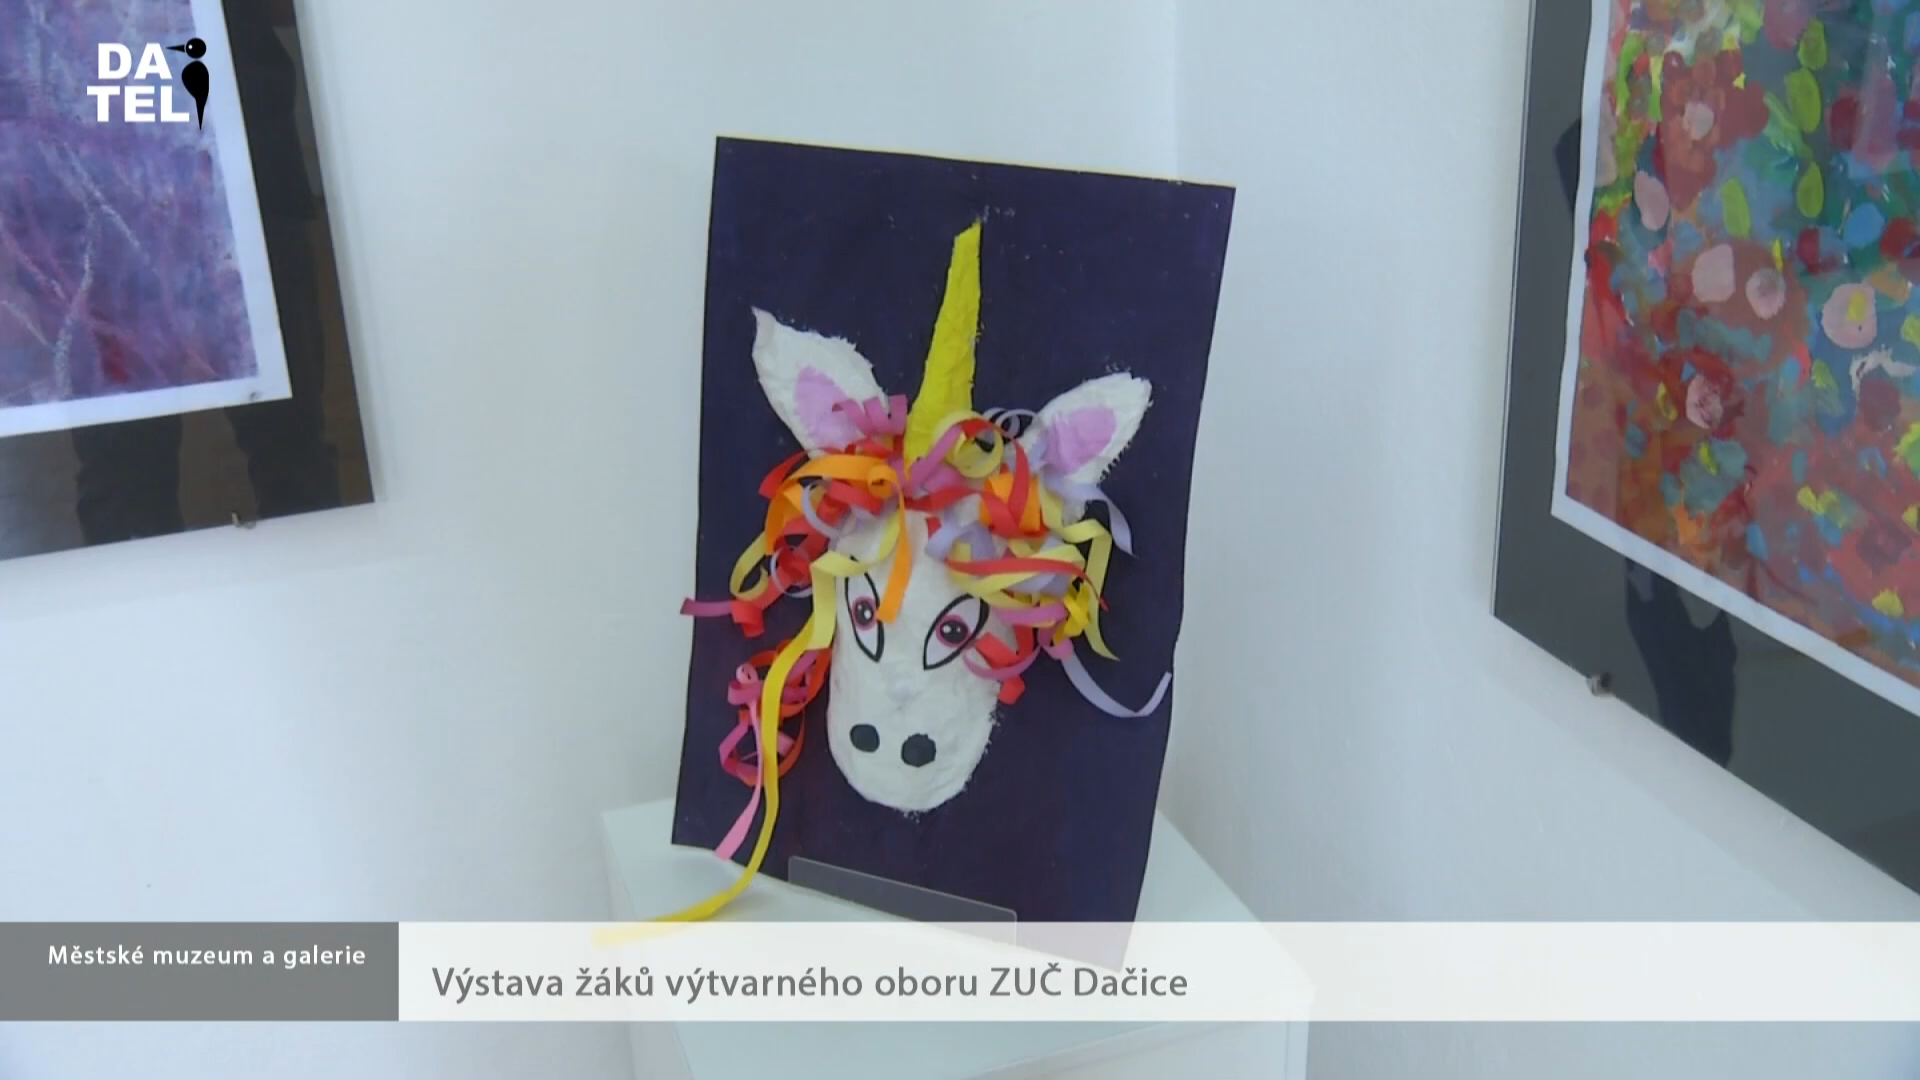 DA
TEL
Městské muzeum a galerie
Výstava žáků výtvarného oboru ZUČ Dačice